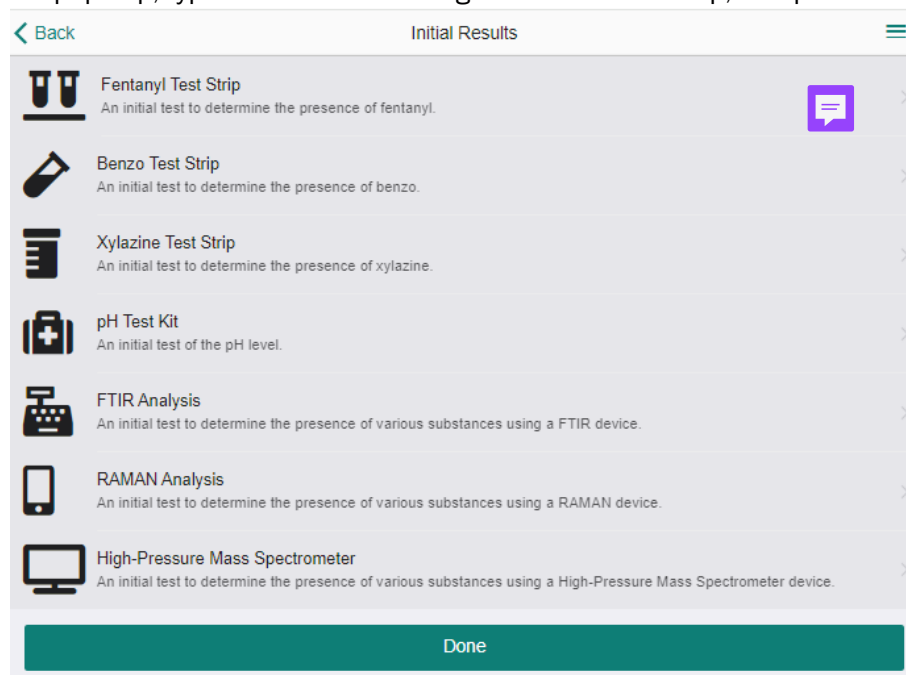 Back
Initial Results
Fentanyl Test Strip
An initial test to determine the presence of fentanyl.
Benzo Test Strip
An initial test to determine the presence of benzo.
Xylazine Test Strip
An initial test to determine the presence of xylazine.
pH Test Kit
An initial test of the pH level.
FTIR Analysis
An initial test to determine the presence of various substances using a FTIR device.
RAMAN Analysis
An initial test to determine the presence of various substances using a RAMAN device.
High-Pressure Mass Spectrometer
An initial test to determine the presence of various substances using a High-Pressure Mass Spectrometer device.
Done